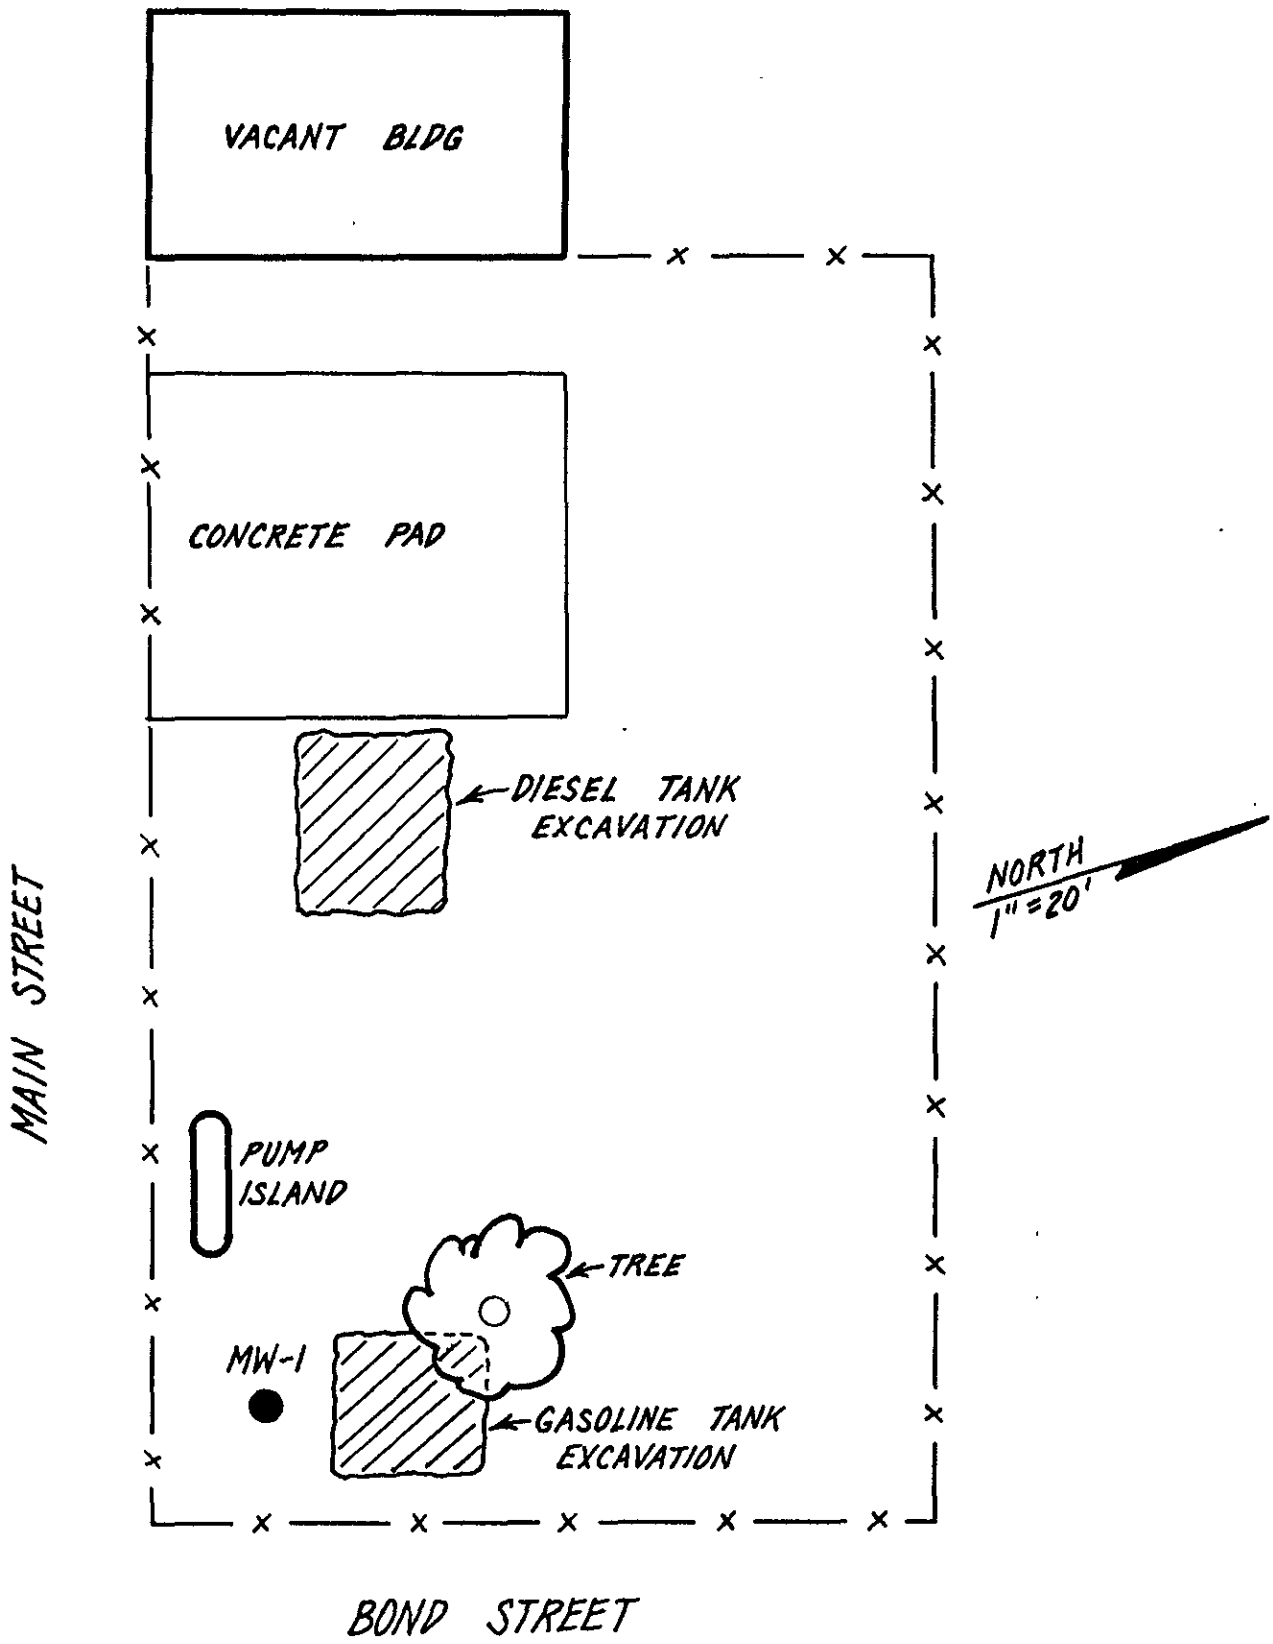 VACANT BLDG
CONCRETE PAD
DIESEL TANK
EXCAVATION
NORTH
1" = 20'
MAIN STREET
PUMP
ISLAND
TREE
MW-1
GASOLINE TANK
EXCAVATION
BOND STREET